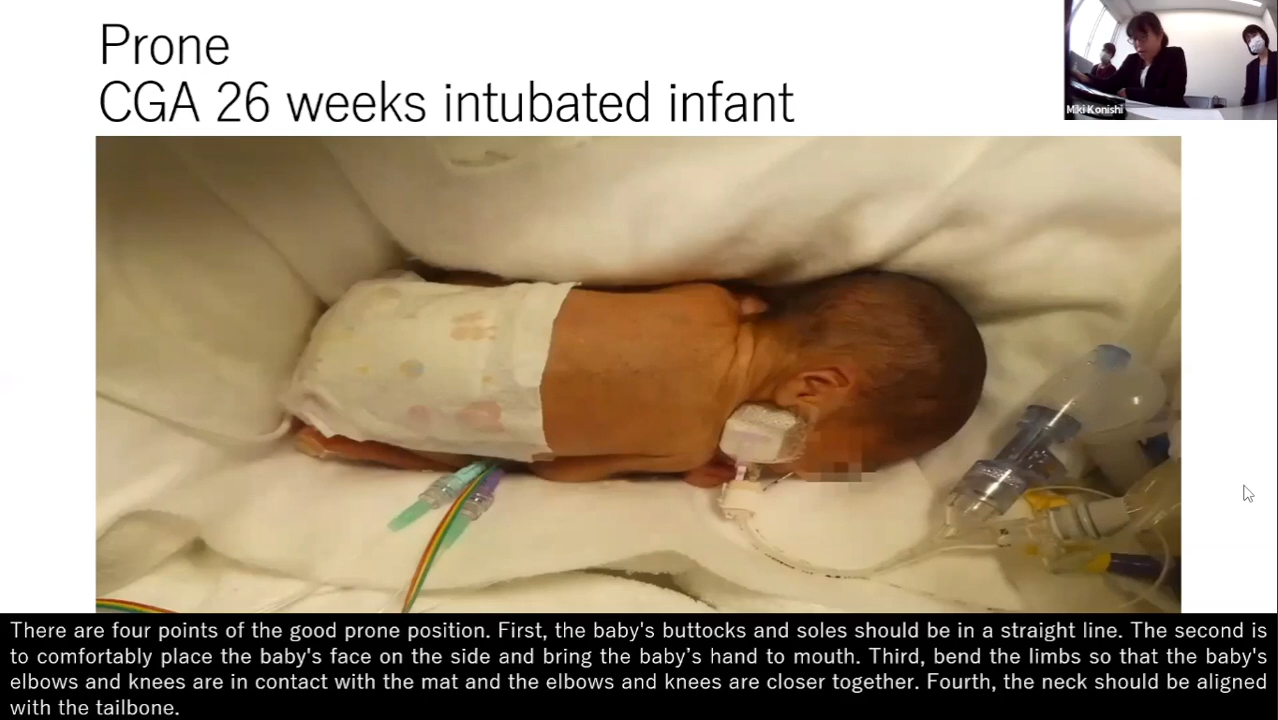 Prone
CGA 26 weeks intubated infant
Miki Konishi
There are four points of the good prone position. First, the baby's buttocks and soles should be in a straight line. The second is
to comfortably place the baby's face on the side and bring the baby’s hand to mouth. Third, bend the limbs so that the baby's
elbows and knees are in contact with the mat and the elbows and knees are closer together. Fourth, the neck should be aligned
with the tailbone.